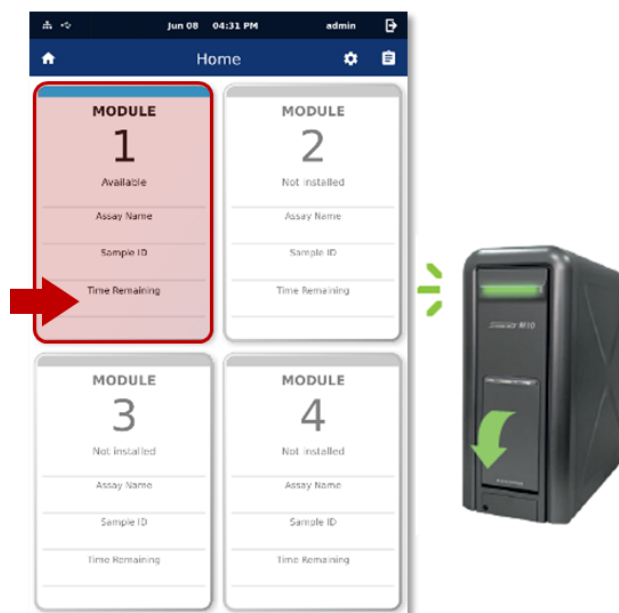 Jun 08 04:31 PM admin
Home
MODULE
1
Available
Assay Name
Sample ID
Time Remaining
MODULE
2
Not installed
Assay Name
Sample ID
Time Remaining
MODULE
3
Not installed
Assay Name
Sample ID
Time Remaining
MODULE
4
Not installed
Assay Name
Sample ID
Time Remaining
M10